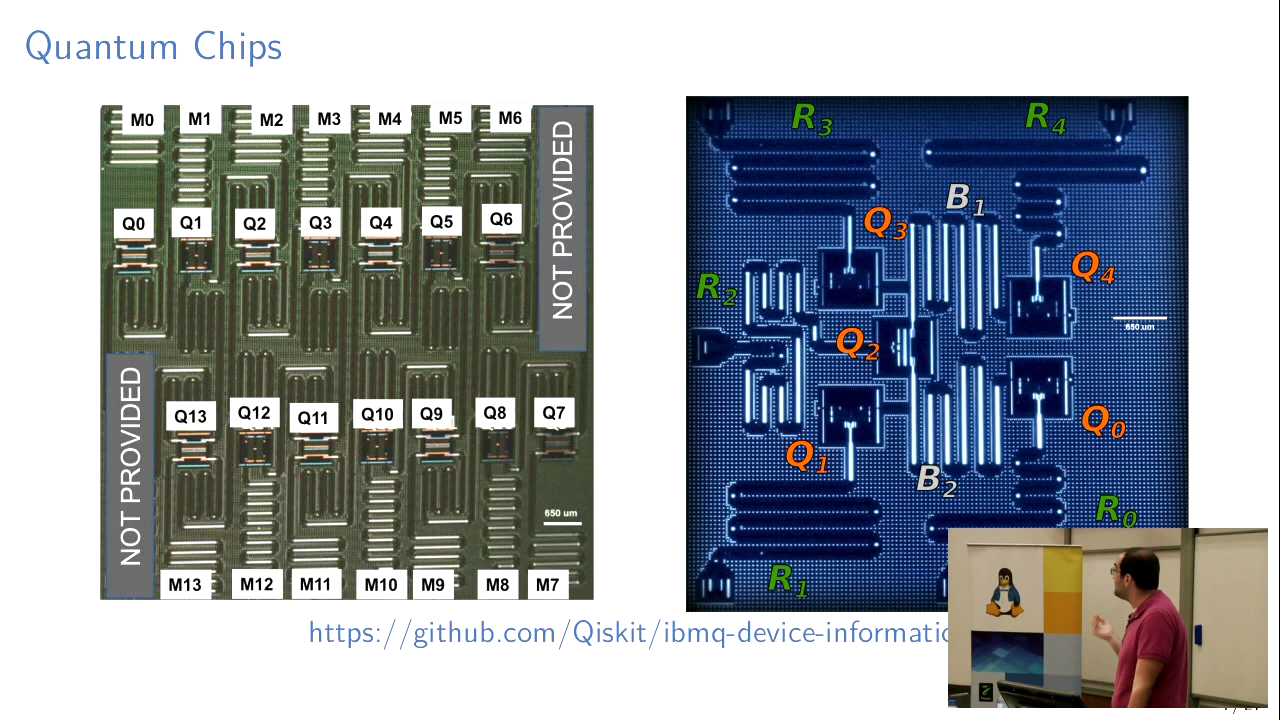 Quantum Chips
M0 M1 M2 M3 M4 M5 M6
NOT PROVIDED
Q0 Q1 Q2 Q3 Q4 Q5 Q6
Q13 Q12 Q11 Q10 Q9 Q8 Q7
NOT PROVIDED
650 um
M13 M12 M11 M10 M9 M8 M7
R3 R4
B1
Q3
Q4
R2
650 um
Q2
Q0
Q1
B2
R0
R1
https://github.com/Qiskit/ibmq-device-informatio